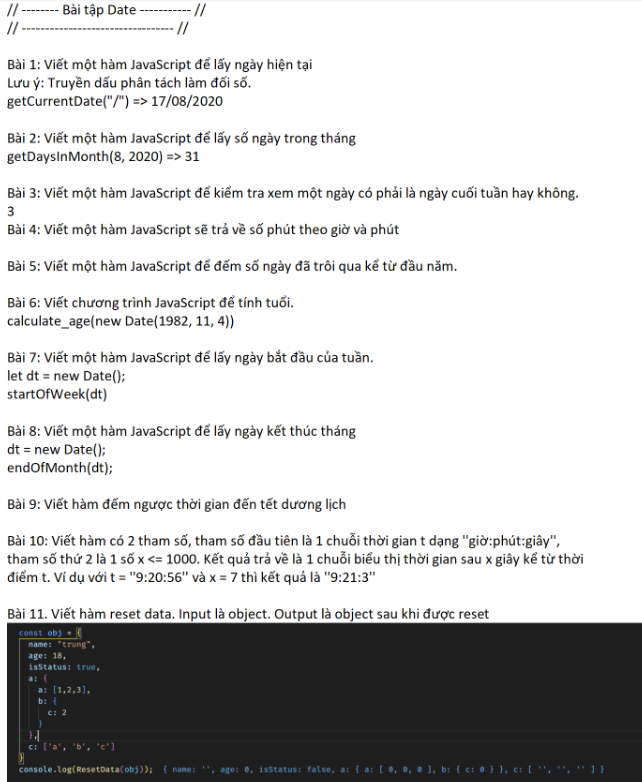 // -------- Bài tập Date ----------- //
// --------------------------------- //
Bài 1: Viết một hàm JavaScript để lấy ngày hiện tại
Lưu ý: Truyền dấu phân tách làm đối số.
getCurrentDate("/") => 17/08/2020
Bài 2: Viết một hàm JavaScript để lấy số ngày trong tháng
getDaysInMonth(8, 2020) => 31
Bài 3: Viết một hàm JavaScript để kiểm tra xem một ngày có phải là ngày cuối tuần hay không.
3
Bài 4: Viết một hàm JavaScript sẽ trả về số phút theo giờ và phút
Bài 5: Viết một hàm JavaScript để đếm số ngày đã trôi qua kể từ đầu năm.
Bài 6: Viết chương trình JavaScript để tính tuổi.
calculate_age(new Date(1982, 11, 4))
Bài 7: Viết một hàm JavaScript để lấy ngày bắt đầu của tuần.
let dt = new Date();
startOfWeek(dt)
Bài 8: Viết một hàm JavaScript để lấy ngày kết thúc tháng
dt = new Date();
endOfMonth(dt);
Bài 9: Viết hàm đếm ngược thời gian đến tết dương lịch
Bài 10: Viết hàm có 2 tham số, tham số đầu tiên là 1 chuỗi thời gian t dạng "giờ:phút:giây",
tham số thứ 2 là 1 số x <= 1000. Kết quả trả về là 1 chuỗi biểu thị thời gian sau x giây kể từ thời
điểm t. Ví dụ với t = "9:20:56" và x = 7 thì kết quả là "9:21:3"
Bài 11. Viết hàm reset data. Input là object. Output là object sau khi được reset
const obj = {
name: "trung",
age: 18,
isStatus: true,
a: {
a: [1,2,3],
b: {
c: 2
}
},
c: ['a', 'b', 'c']
}
console.log(ResetData(obj)); { name: '', age: 0, isStatus: false, a: { a: [ 0, 0, 0 ], b: { c: 0 } }, c: [ '', '', '' ] }